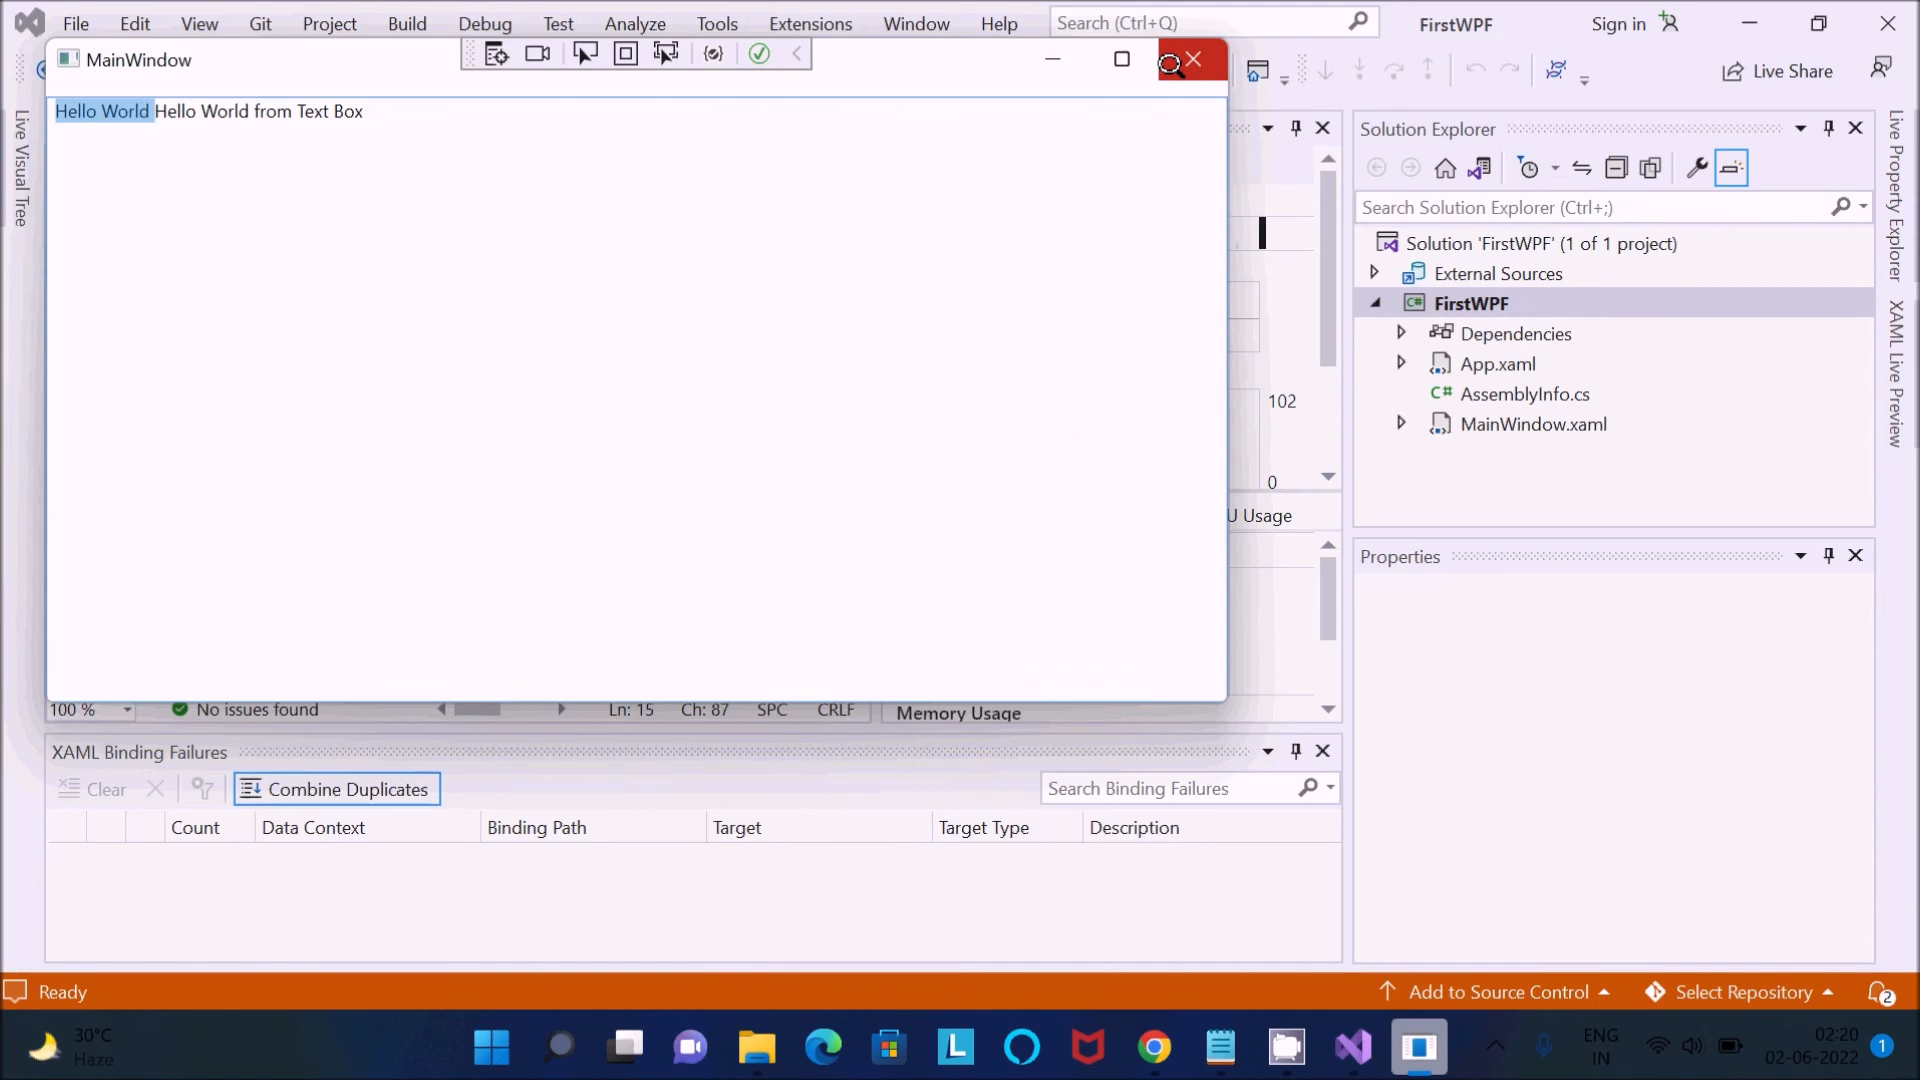 File Edit View Git Project Build Debug Test Analyze Tools Extensions Window Help Search (Ctrl+Q) FirstWPF Sign in
MainWindow
Live Share
Hello World Hello World from Text Box
Live Visual Tree
Solution Explorer
Search Solution Explorer (Ctrl+;)
Solution 'FirstWPF' (1 of 1 project)
External Sources
FirstWPF
Dependencies
App.xaml
C# AssemblyInfo.cs
MainWindow.xaml
Live Property Explorer
XAML Live Preview
102
0
U Usage
Properties
100 % No issues found Ln: 15 Ch: 87 SPC CRLF
Memory Usage
XAML Binding Failures
Clear Combine Duplicates Search Binding Failures
Count Data Context Binding Path Target Target Type Description
Ready Add to Source Control Select Repository 2
30°C
Haze
ENG
IN
02:20
02-06-2022
1